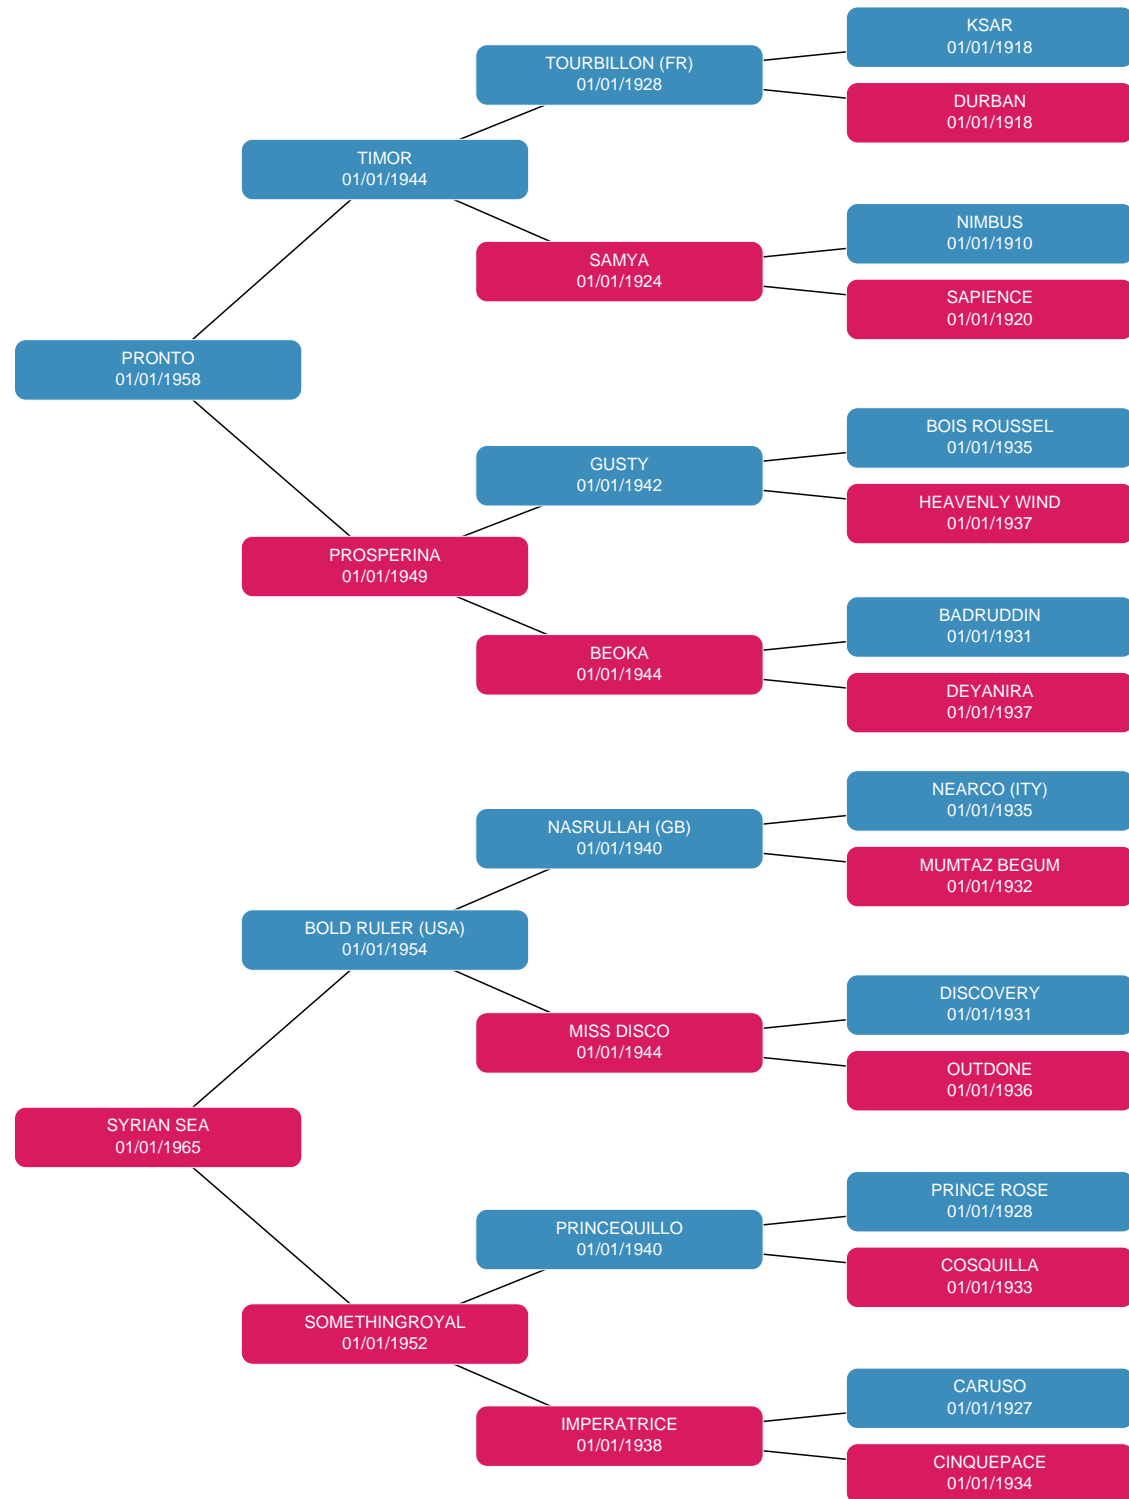 KSAR
01/01/1918
TOURBILLON (FR)
01/01/1928
DURBAN
01/01/1918
TIMOR
01/01/1944
NIMBUS
01/01/1910
SAMYA
01/01/1924
SAPIENCE
01/01/1920
PRONTO
01/01/1958
BOIS ROUSSEL
01/01/1935
GUSTY
01/01/1942
HEAVENLY WIND
01/01/1937
PROSPERINA
01/01/1949
BADRUDDIN
01/01/1931
BEOKA
01/01/1944
DEYANIRA
01/01/1937
NEARCO (ITY)
01/01/1935
NASRULLAH (GB)
01/01/1940
MUMTAZ BEGUM
01/01/1932
BOLD RULER (USA)
01/01/1954
DISCOVERY
01/01/1931
MISS DISCO
01/01/1944
OUTDONE
01/01/1936
SYRIAN SEA
01/01/1965
PRINCE ROSE
01/01/1928
PRINCEQUILLO
01/01/1940
COSQUILLA
01/01/1933
SOMETHINGROYAL
01/01/1952
CARUSO
01/01/1927
IMPERATRICE
01/01/1938
CINQUEPACE
01/01/1934